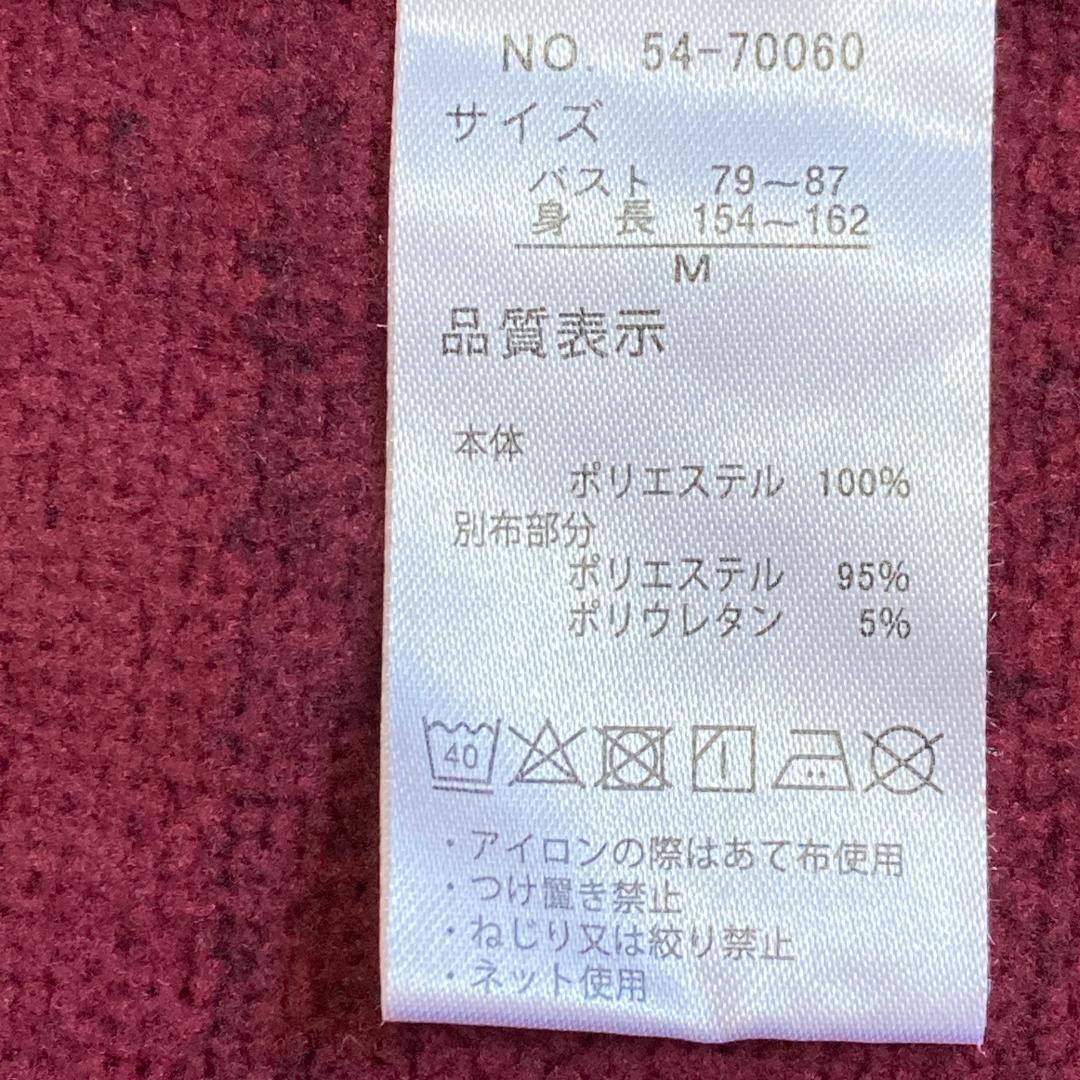 NO. 54-70060
サイズ
バスト 79~87
身 長 154~162
M
品質表示
本体
ポリエステル 100%
別布部分
ポリエステル 95%
ポリウレタン 5%
40
・アイロンの際はあて布使用
・つけ置き禁止
・ねじり又は絞り禁止
・ネット使用